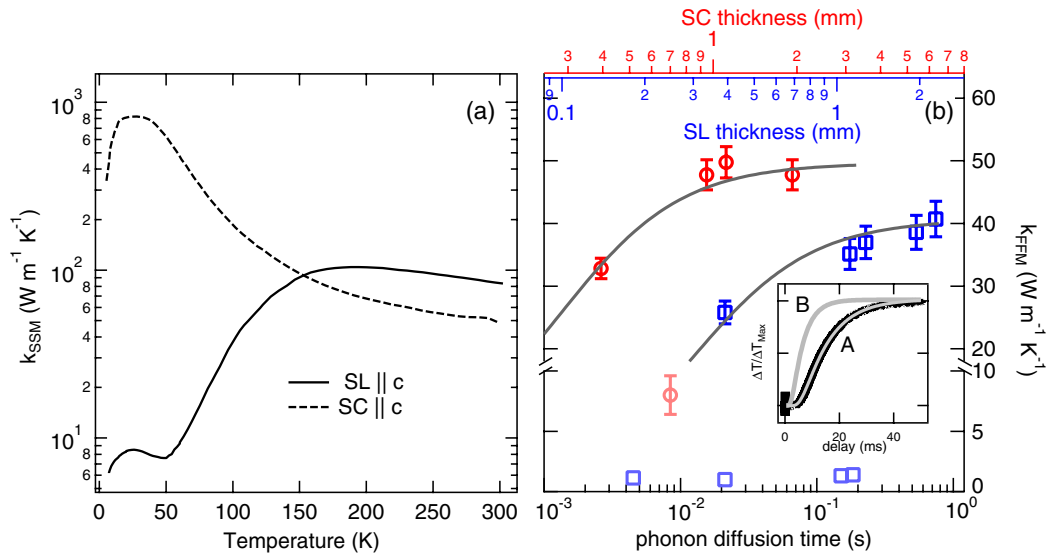 (a)
10³
8
6
4
2
10²
8
6
4
2
10¹
8
6
k_SSM (W m⁻¹ K⁻¹)
SL || c
SC || c
0 50 100 150 200 250 300
Temperature (K)
SC thickness (mm)
3 4 5 6 7 8 9 1 2 3 4 5 6 7 8
9 0.1 2 3 4 5 6 7 8 9 1 2
SL thickness (mm)
(b)
60
50
40
30
20
10
5
0
k_FFM (W m⁻¹ K⁻¹)
B
A
ΔT/ΔT_Max
0 20 40
delay (ms)
10⁻³ 10⁻² 10⁻¹ 10⁰
phonon diffusion time (s)